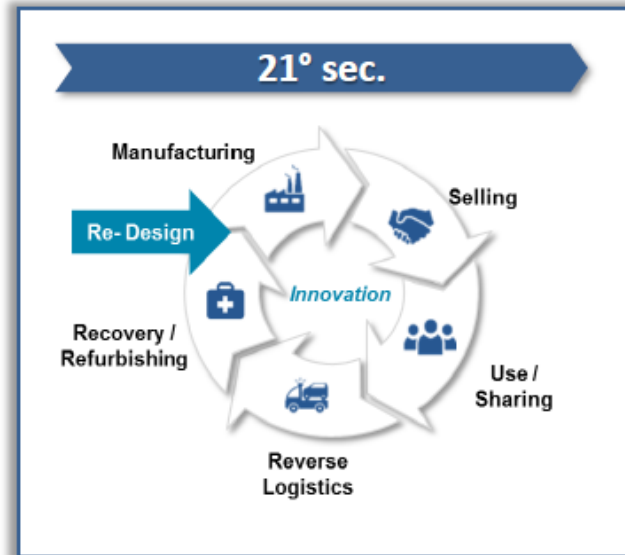 21° sec.
Manufacturing
Selling
Re- Design
Innovation
Recovery /
Refurbishing
Use /
Sharing
Reverse
Logistics